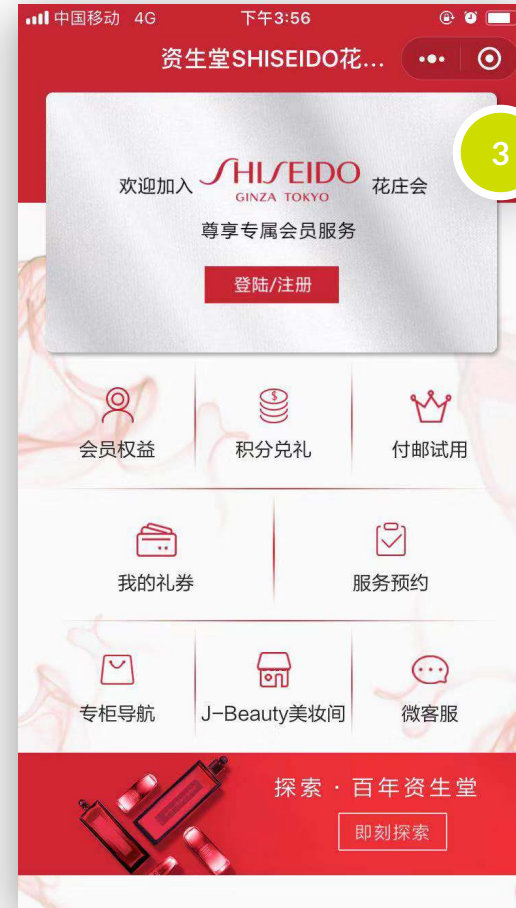 中国移动 4G 下午3:56
资生堂SHISEIDO花...
3
欢迎加入 SHISEIDO 花庄会
GINZA TOKYO
尊享专属会员服务
登陆/注册
会员权益 积分兑礼 付邮试用
我的礼券 服务预约
专柜导航 J-Beauty美妆间 微客服
探索·百年资生堂
即刻探索